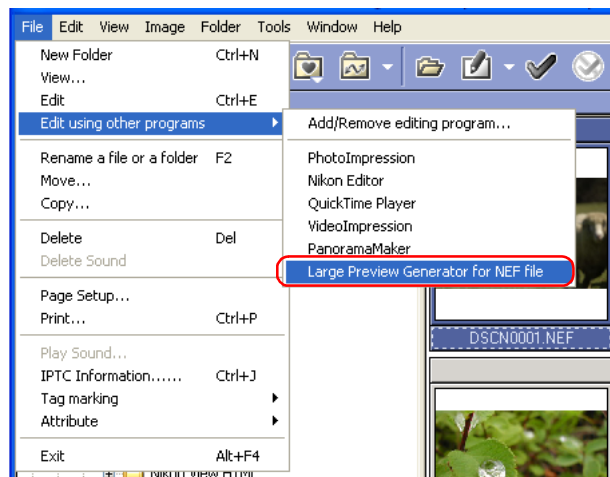 File Edit View Image Folder Tools Window Help
New Folder Ctrl+N
View...
Edit Ctrl+E
Edit using other programs
Rename a file or a folder F2
Move...
Copy...
Delete Del
Delete Sound
Page Setup...
Print... Ctrl+P
Play Sound...
IPTC Information...... Ctrl+J
Tag marking
Attribute
Exit Alt+F4
Add/Remove editing program...
PhotoImpression
Nikon Editor
QuickTime Player
VideoImpression
PanoramaMaker
Large Preview Generator for NEF file
DSCN0001.NEF
Nikon View HTML